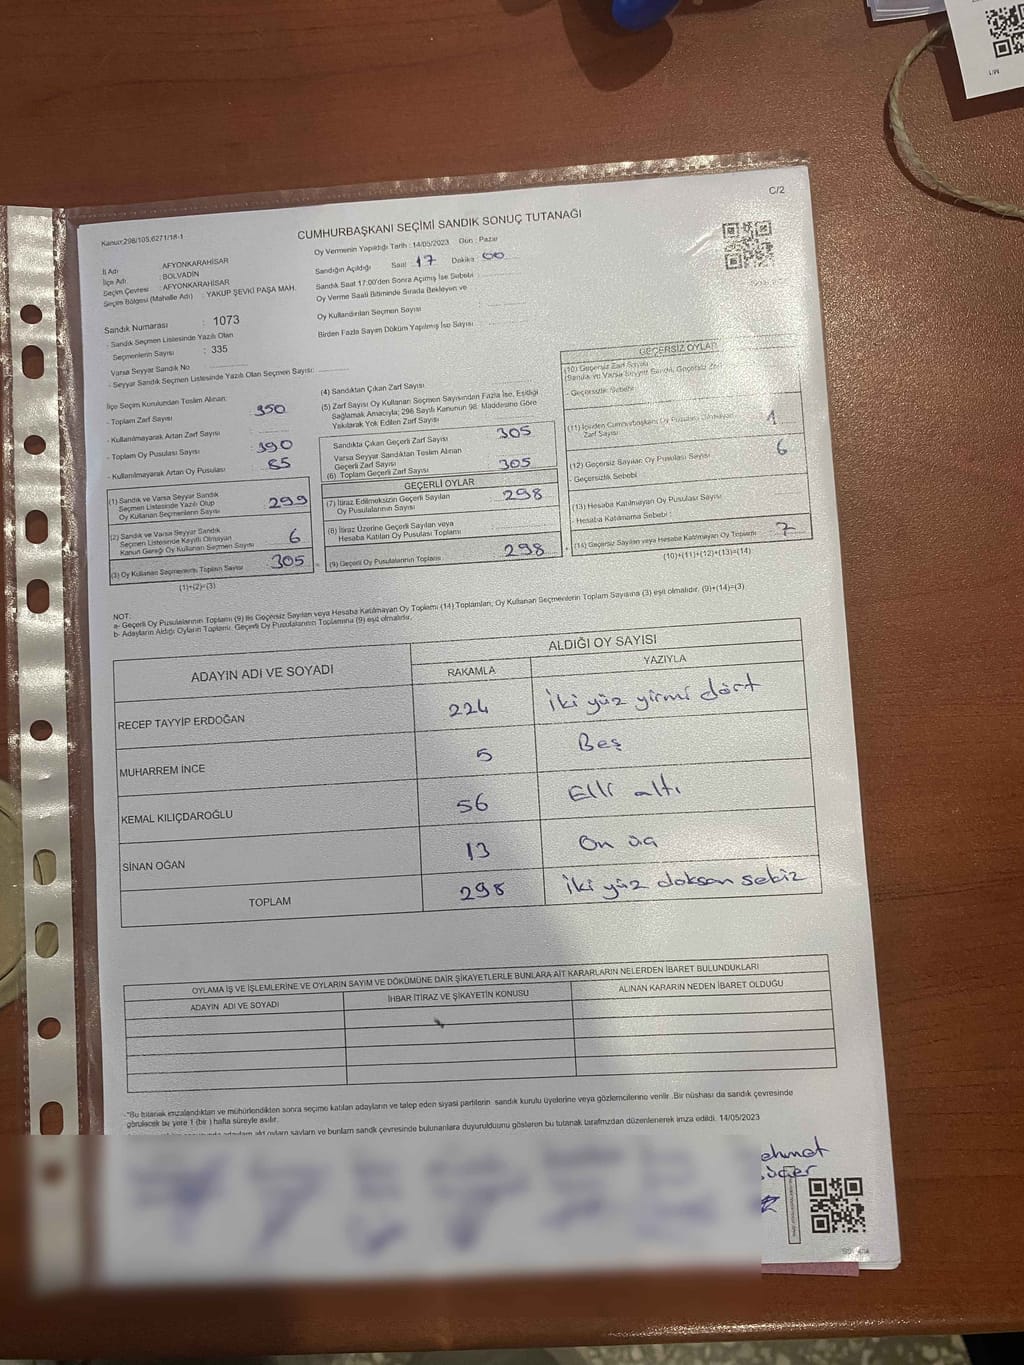 C/2
Kanun:298/105,6271/18-1
CUMHURBAŞKANI SEÇİMİ SANDIK SONUÇ TUTANAĞI
Oy Vermenin Yapıldığı Tarih : 14/05/2023 Gün : Pazar
İl Adı : AFYONKARAHİSAR
İlçe Adı : BOLVADİN
Seçim Çevresi : AFYONKARAHİSAR
Seçim Bölgesi (Mahalle Adı) : YAKUP ŞEVKİ PAŞA MAH.
Sandığın Açıldığı Saat 17 Dakika 00
Sandık Saat 17.00'den Sonra Açımış İse Sebebi
Oy Verme Saati Bitiminde Sırada Bekleyen ve
Oy Kullandırılan Seçmen Sayısı
Birden Fazla Sayım Döküm Yapılmış İse Sayısı :
Sandık Numarası : 1073
- Sandık Seçmen Listesinde Yazılı Olan
Seçmenlerin Sayısı : 335
Varsa Seyyar Sandık No
- Seyyar Sandık Seçmen Listesinde Yazılı Olan Seçmen Sayısı:
İlçe Seçim Kurulundan Teslim Alınan:
- Toplam Zarf Sayısı : 350
- Kullanılmayarak Artan Zarf Sayısı :
- Toplam Oy Pusulası Sayısı : 390
- Kullanılmayarak Artan Oy Pusulası : 85
(1) Sandık ve Varsa Seyyar Sandık
Seçmen Listesinde Yazılı Olup
Oy Kullanan Seçmenlerin Sayısı : 299
(2) Sandık ve Varsa Seyyar Sandık
Seçmen Listesinde Kayıtlı Olmayan
Kanun Gereği Oy Kullanan Seçmen Sayısı : 6
(3) Oy Kullanan Seçmenlerin Toplam Sayısı : 305
(1)+(2)=(3)
(4) Sandıktan Çıkan Zarf Sayısı
(5) Zarf Sayısı Oy Kullanan Seçmen Sayısından Fazla İse, Eşitliği
Sağlamak Amacıyla; 298 Sayılı Kanunun 98. Maddesine Göre
Yakılarak Yok Edilen Zarf Sayısı
Sandıkta Çıkan Geçerli Zarf Sayısı : 305
Varsa Seyyar Sandıktan Teslim Alınan
Geçerli Zarf Sayısı
(6) Toplam Geçerli Zarf Sayısı : 305
GEÇERLİ OYLAR
(7) İtiraz Edilmeksizin Geçerli Sayılan
Oy Pusulalarının Sayısı : 298
(8) İtiraz Üzerine Geçerli Sayılan veya
Hesaba Katılan Oy Pusulası Toplamı
(9) Geçerli Oy Pusulalarının Toplamı : 298
GEÇERSİZ OYLAR
(10) Geçersiz Zarf Sayısı
(Sandık ve Varsa Seyyar Sandık, Geçersiz Zarf
- Geçersizlik Sebebi :
(11) İçinden Cumhurbaşkanı Oy Pusulası Çıkmayan
Zarf Sayısı : 1
(12) Geçersiz Sayılan Oy Pusulası Sayısı : 6
- Geçersizlik Sebebi
(13) Hesaba Katılmayan Oy Pusulası Sayısı
- Hesaba Katılmama Sebebi :
(14) Geçersiz Sayılan veya Hesaba Katılmayan Oy Toplamı : 7
(10)+(11)+(12)+(13)=(14)
NOT:
a- Geçerli Oy Pusulalarının Toplamı (9) ile Geçersiz Sayılan veya Hesaba Katılmayan Oy Toplamı (14) Toplamları; Oy Kullanan Seçmenlerin Toplam Sayısına (3) eşit olmalıdır. (9)+(14)=(3)
b- Adayların Aldığı Oyların Toplamı. Geçerli Oy Pusulalarının Toplamına (9) eşit olmalıdır.
ADAYIN ADI VE SOYADI
ALDIĞI OY SAYISI
RAKAMLA YAZIYLA
RECEP TAYYİP ERDOĞAN 224 İki yüz yirmi dört
MUHARREM İNCE 5 Beş
KEMAL KILIÇDAROĞLU 56 Elli altı
SİNAN OĞAN 13 On üç
TOPLAM 298 İki yüz doksan sekiz
OYLAMA İŞ VE İŞLEMLERİNE VE OYLARIN SAYIM VE DÖKÜMÜNE DAİR ŞİKAYETLERLE BUNLARA AİT KARARLARIN NELERDEN İBARET BULUNDUKLARI
ADAYIN ADI VE SOYADI İHBAR İTİRAZ VE ŞİKAYETİN KONUSU ALINAN KARARIN NEDEN İBARET OLDUĞU
-"Bu tutanak imzalandıktan ve mühürlendikten sonra seçime katılan adayların ve talep eden siyasi partilerin sandık kurulu üyelerine veya gözlemcilerine verilir .Bir nüshası da sandık çevresinde
görülecek bir yere 1 (bir ) hafta süreyle asılır.
adayların aldığı oyların sayılarını ve bunların sandık çevresinde bulunanlara duyurulduğunu gösteren bu tutanak tarafımızdan düzenlenerek imza edildi. 14/05/2023
ehmet